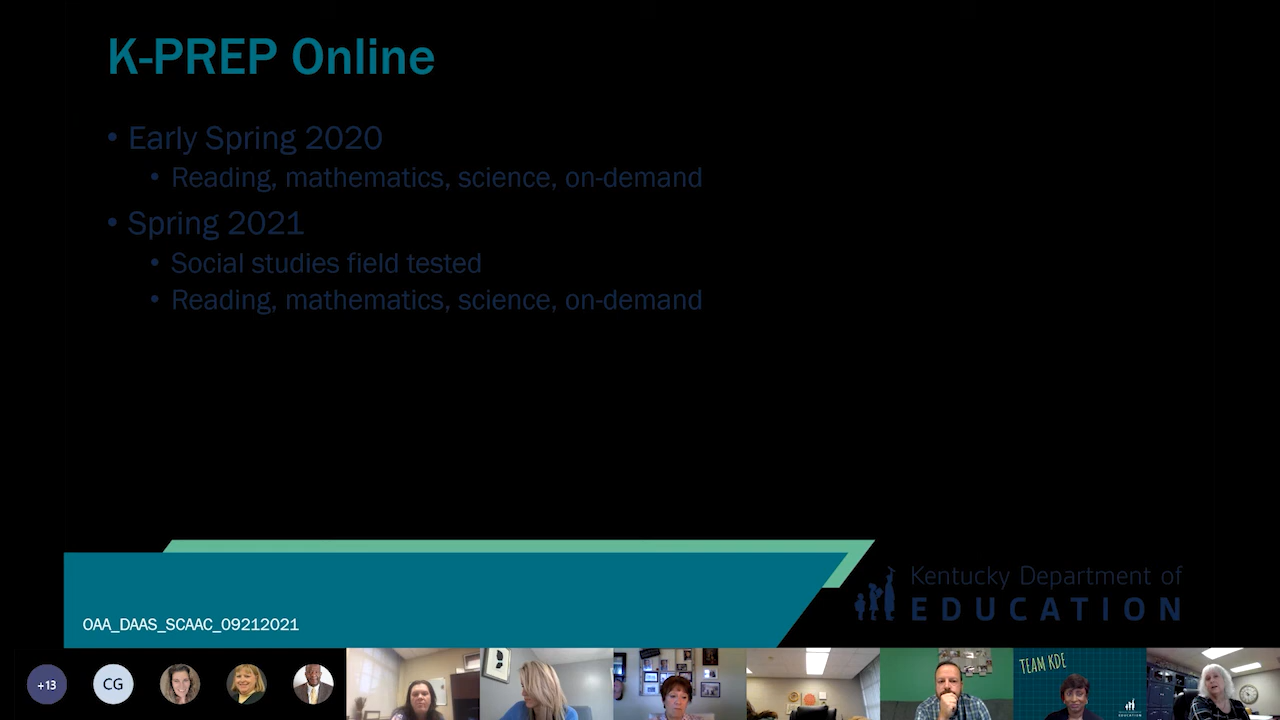 K-PREP Online
• Early Spring 2020
• Reading, mathematics, science, on-demand
• Spring 2021
• Social studies field tested
• Reading, mathematics, science, on-demand
Kentucky Department of
EDUCATION
OAA_DAAS_SCAAC_09212021
+13
CG
TEAM KDE